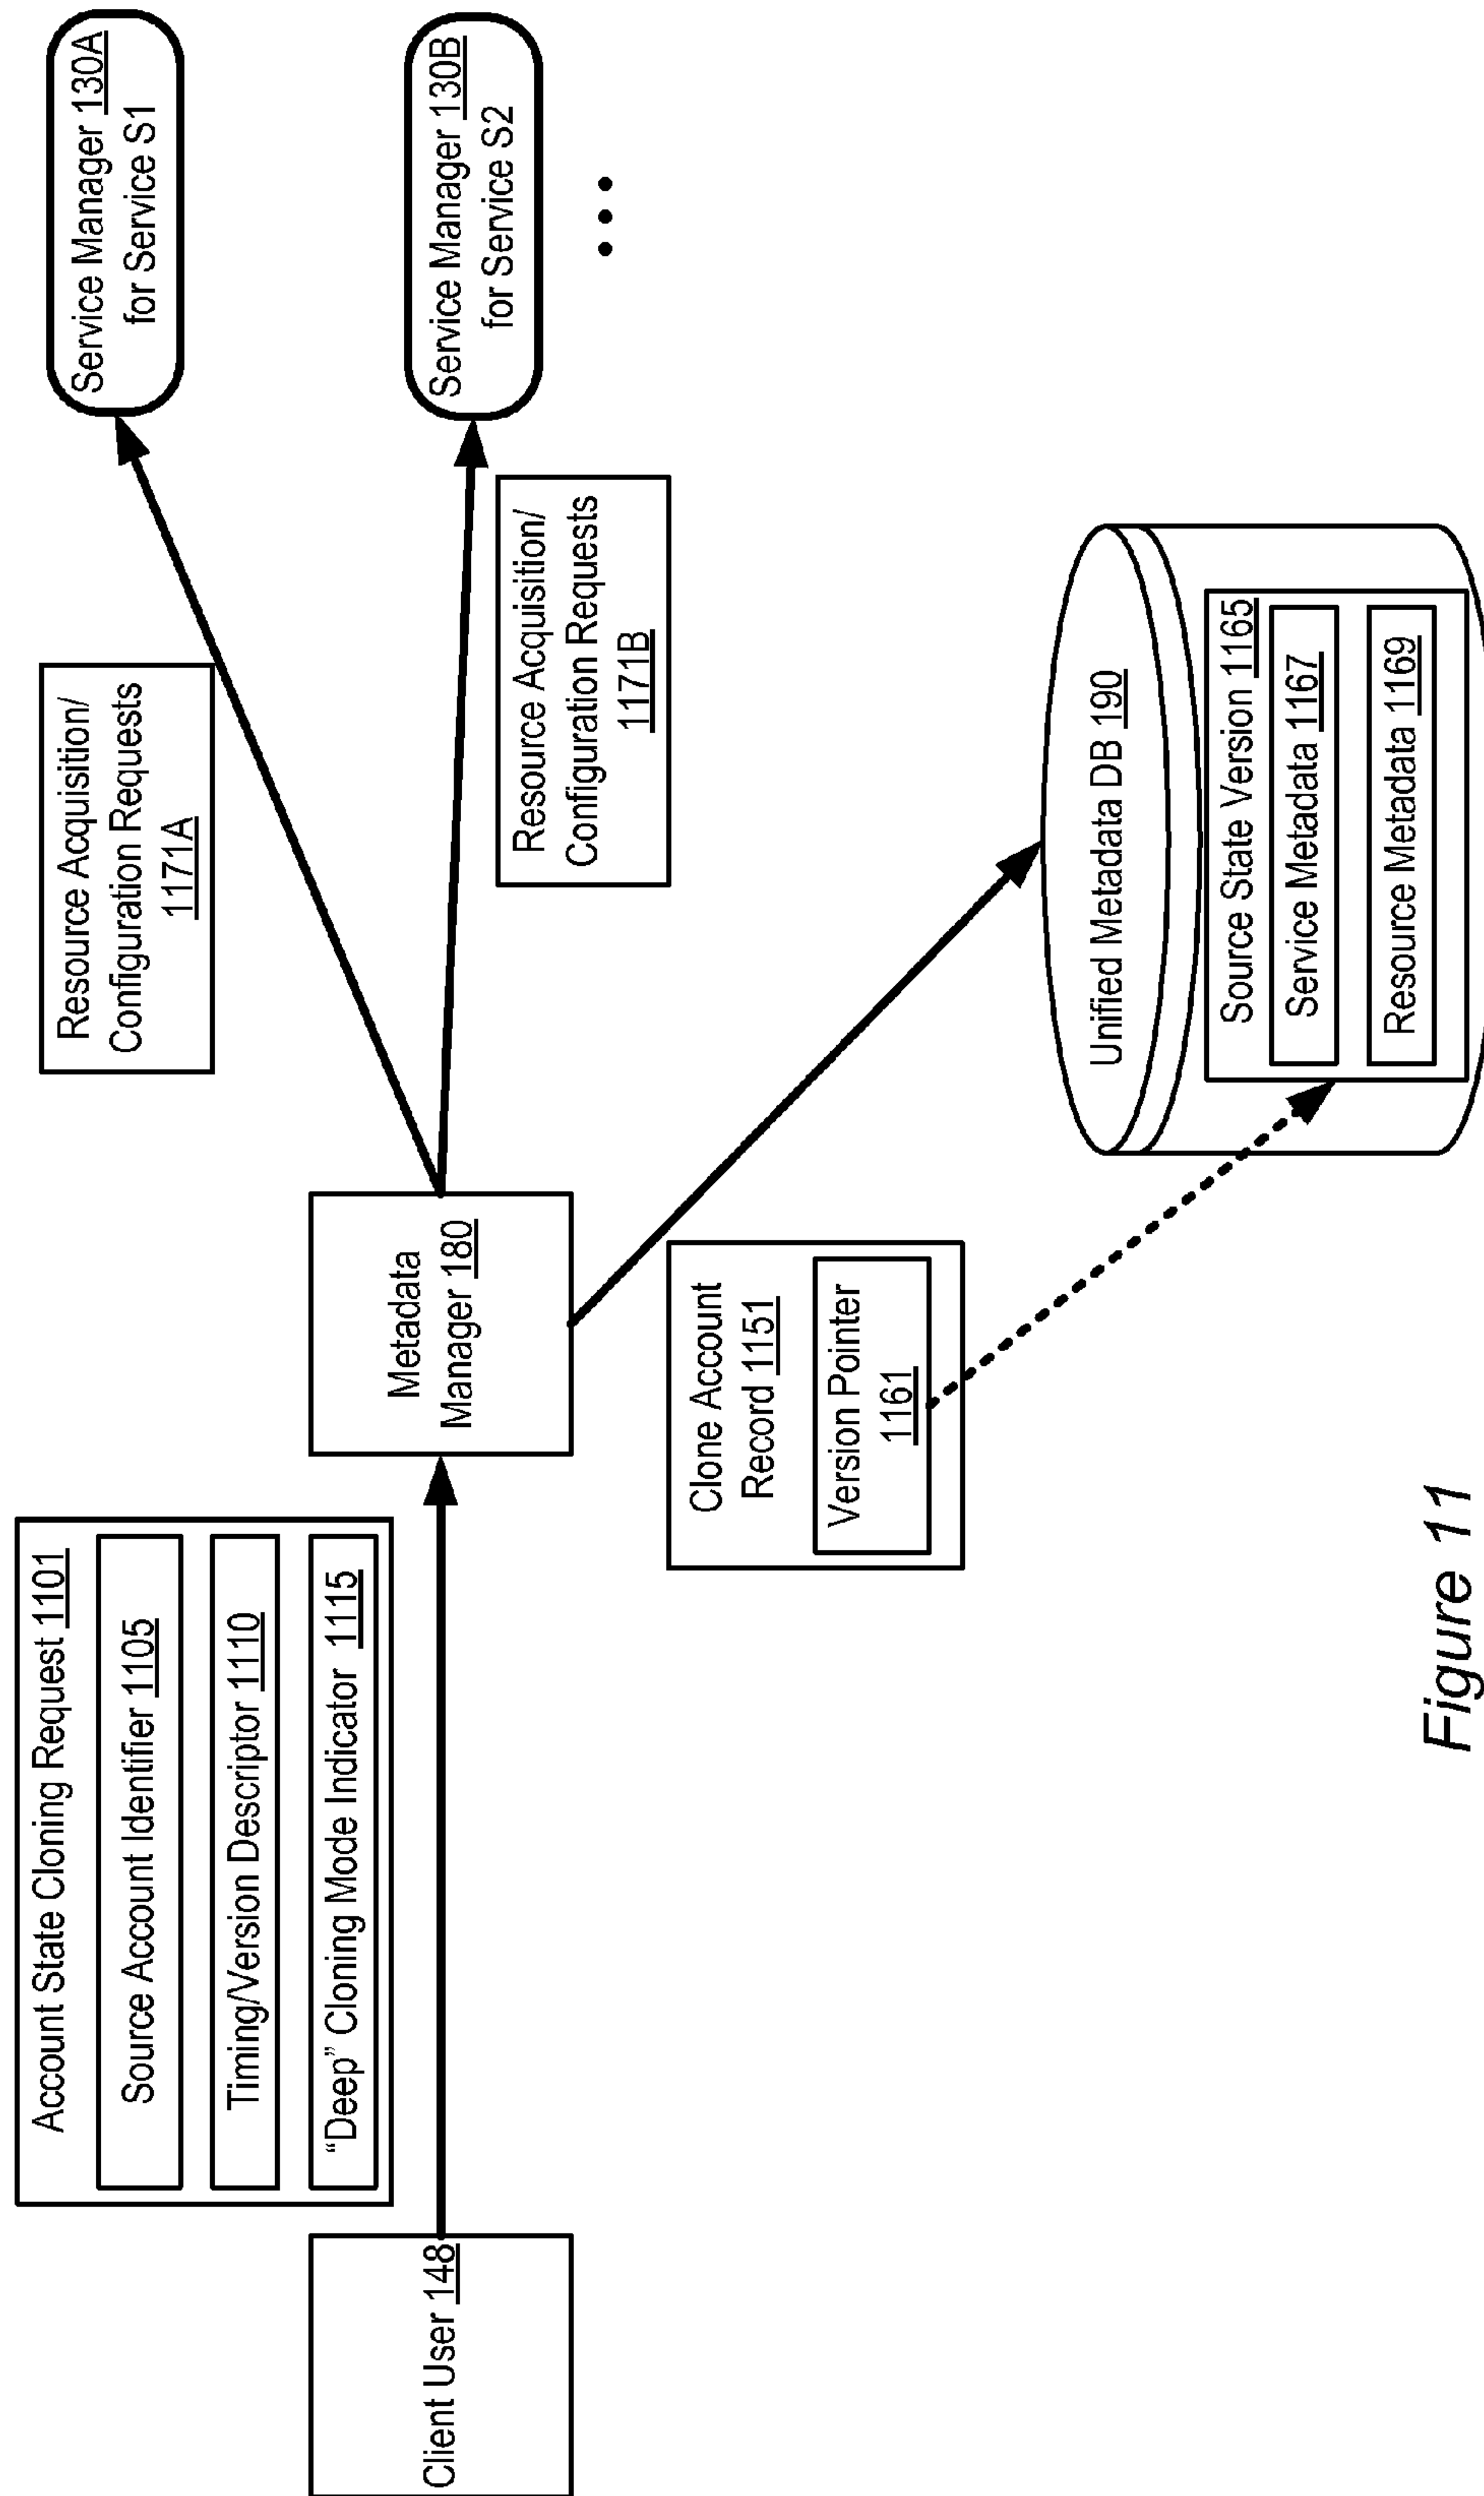 Account State Cloning Request 1101
Source Account Identifier 1105
Timing/Version Descriptor 1110
“Deep” Cloning Mode Indicator 1115
Client User 148
Metadata
Manager 180
Resource Acquisition/
Configuration Requests
1171A
Service Manager 130A
for Service S1
Resource Acquisition/
Configuration Requests
1171B
Service Manager 130B
for Service S2
Clone Account
Record 1151
Version Pointer
1161
Unified Metadata DB 190
Source State Version 1165
Service Metadata 1167
Resource Metadata 1169
Figure 11